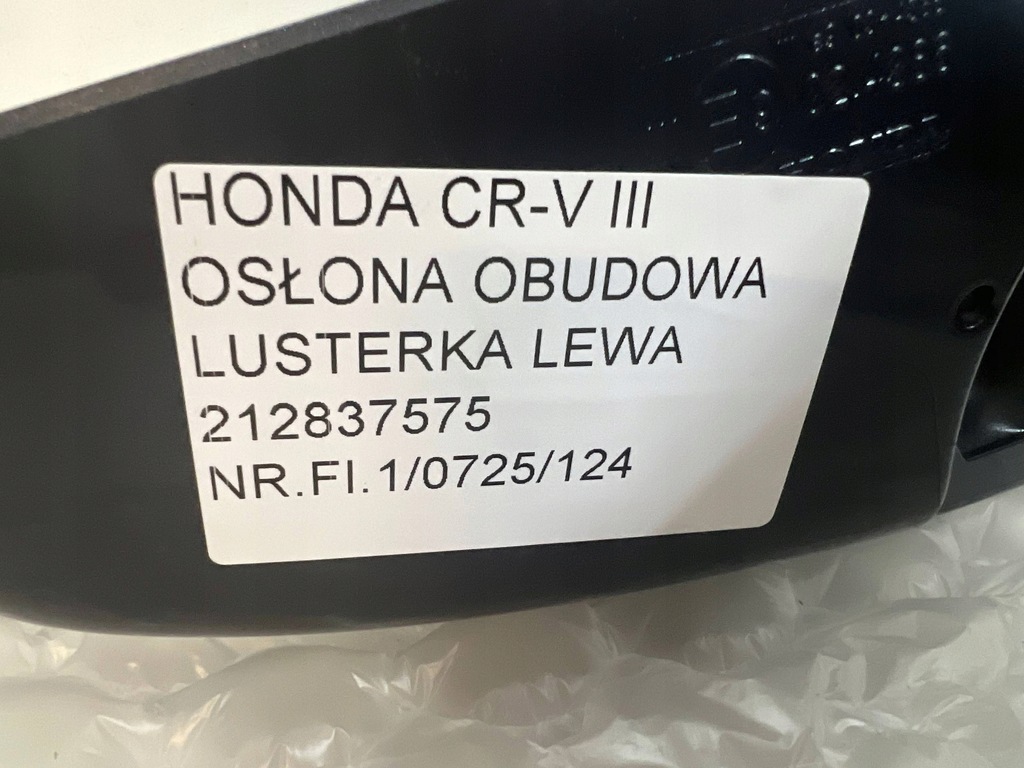 HONDA CR-V III
OSŁONA OBUDOWA
LUSTERKA LEWA
212837575
NR.FI.1/0725/124